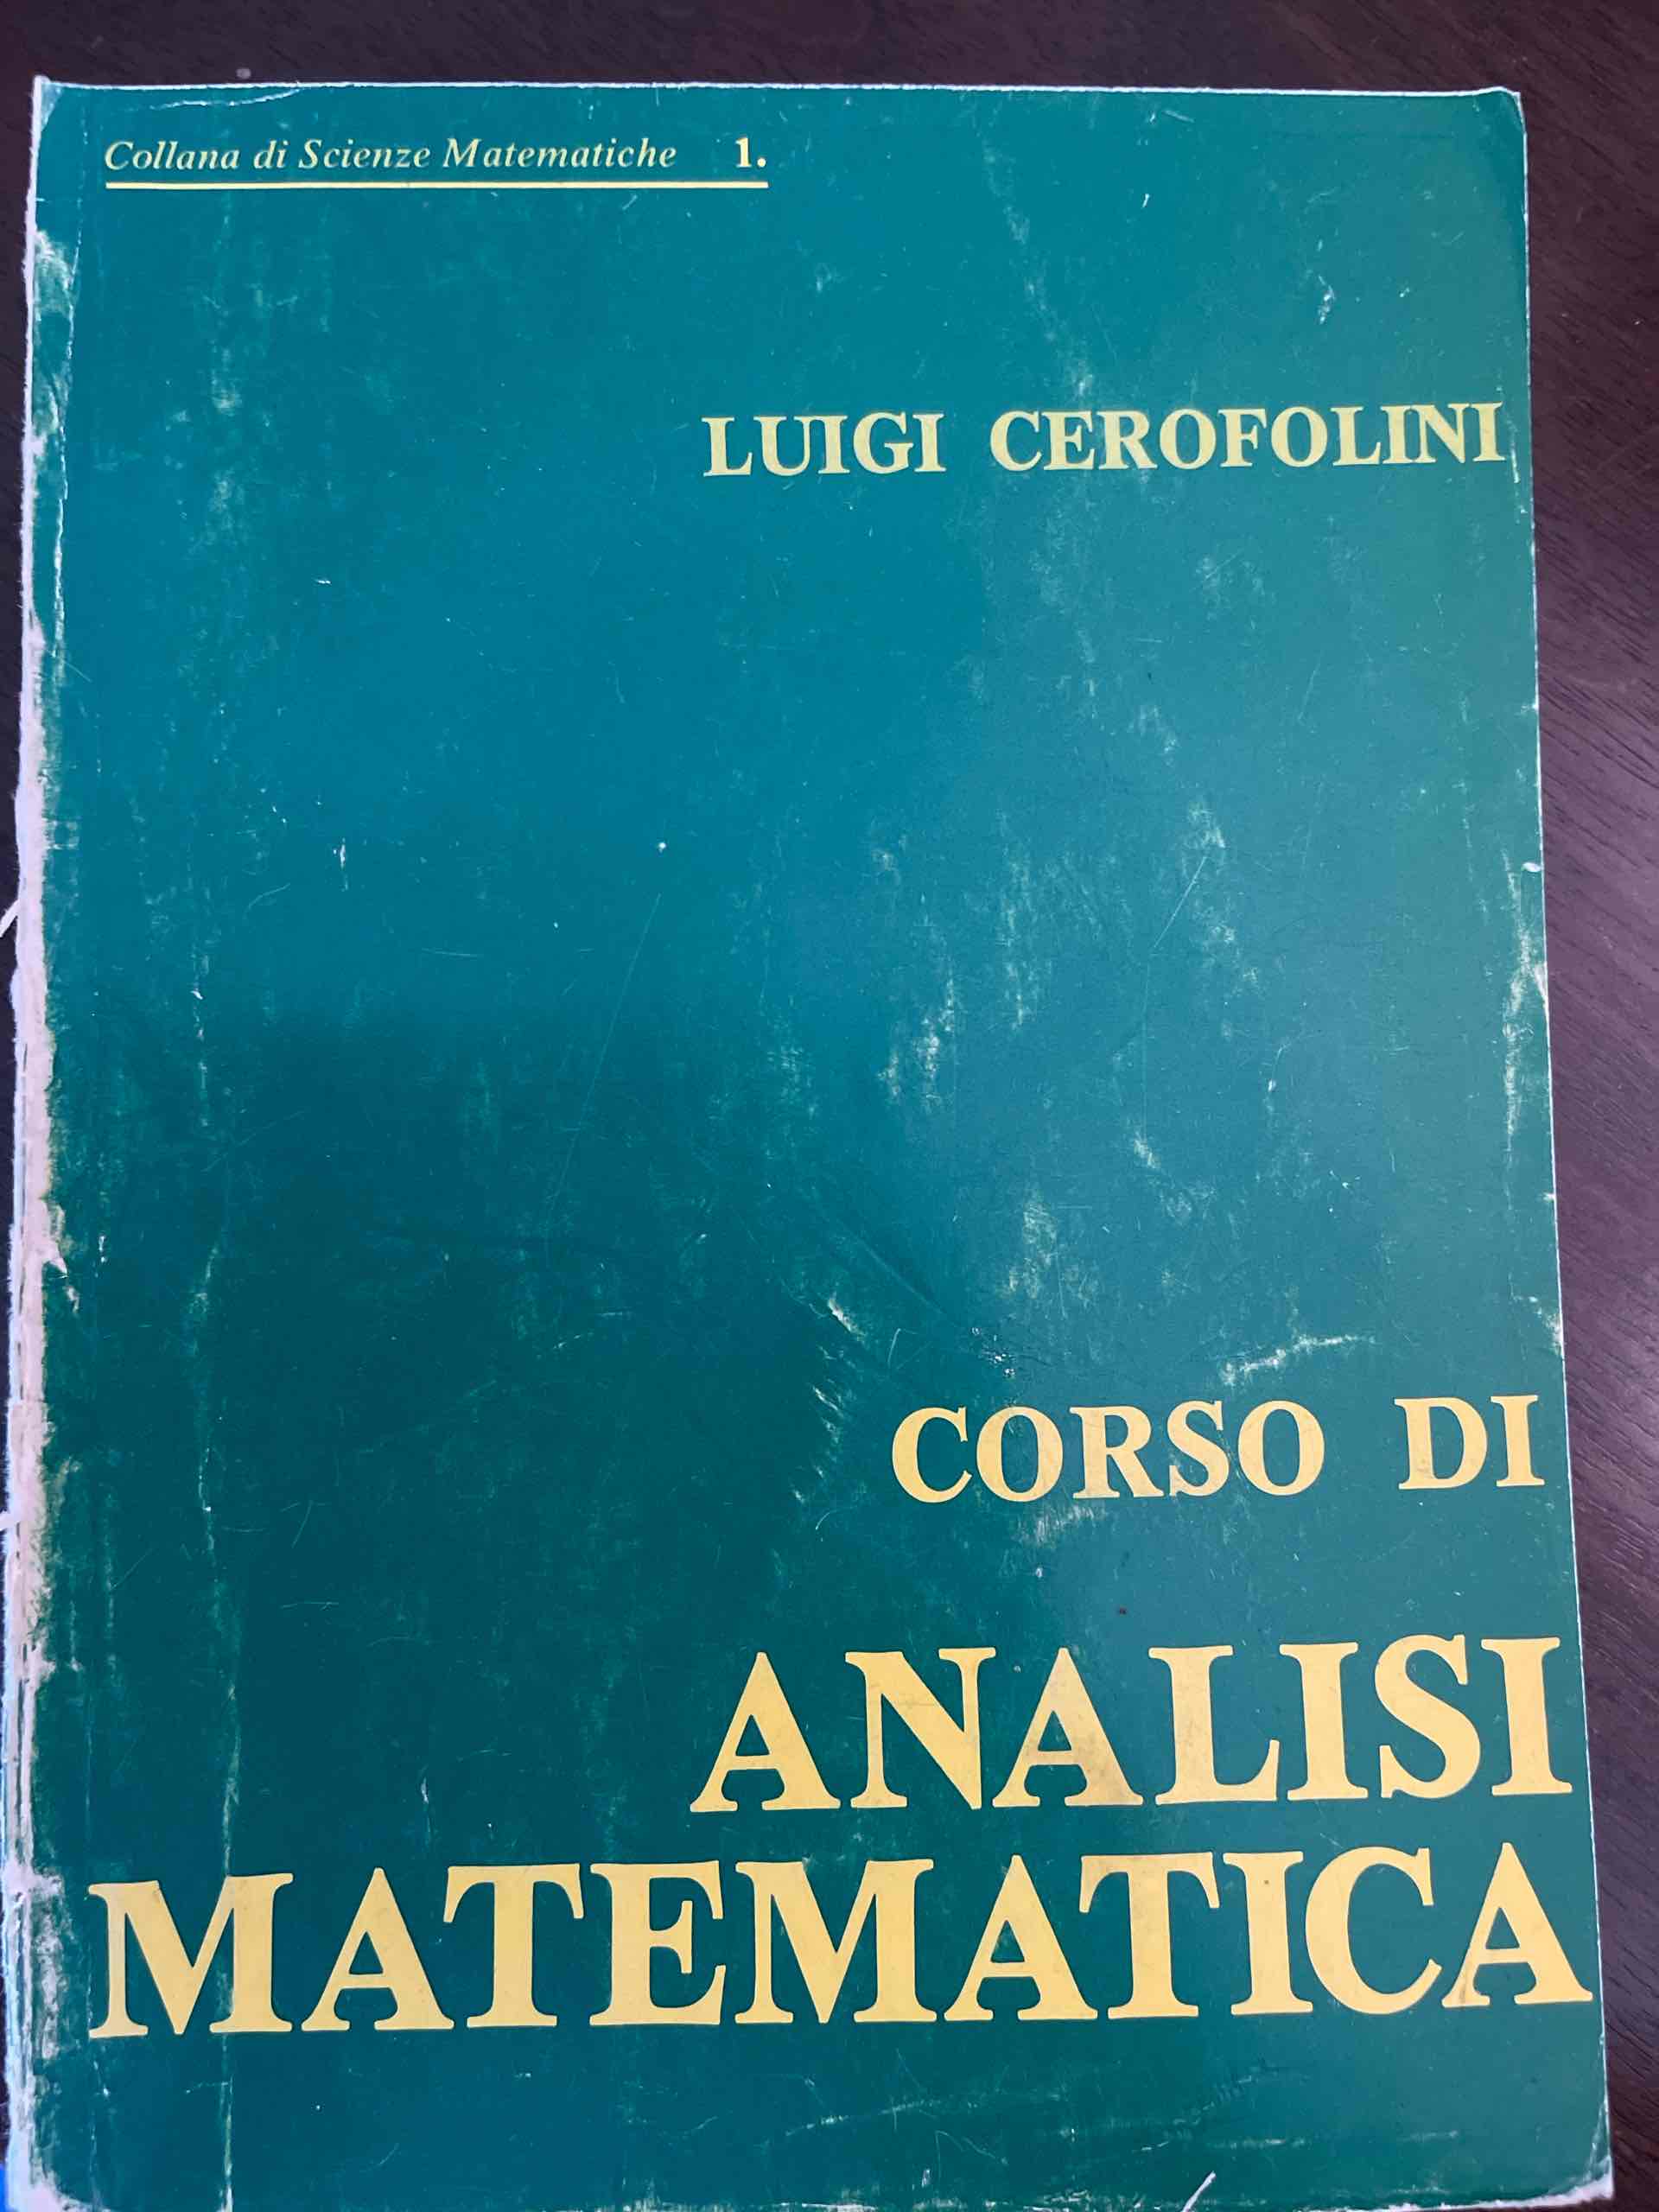 Collana di Scienze Matematiche 1.
LUIGI CEROFOLINI
CORSO DI
ANALISI
MATEMATICA